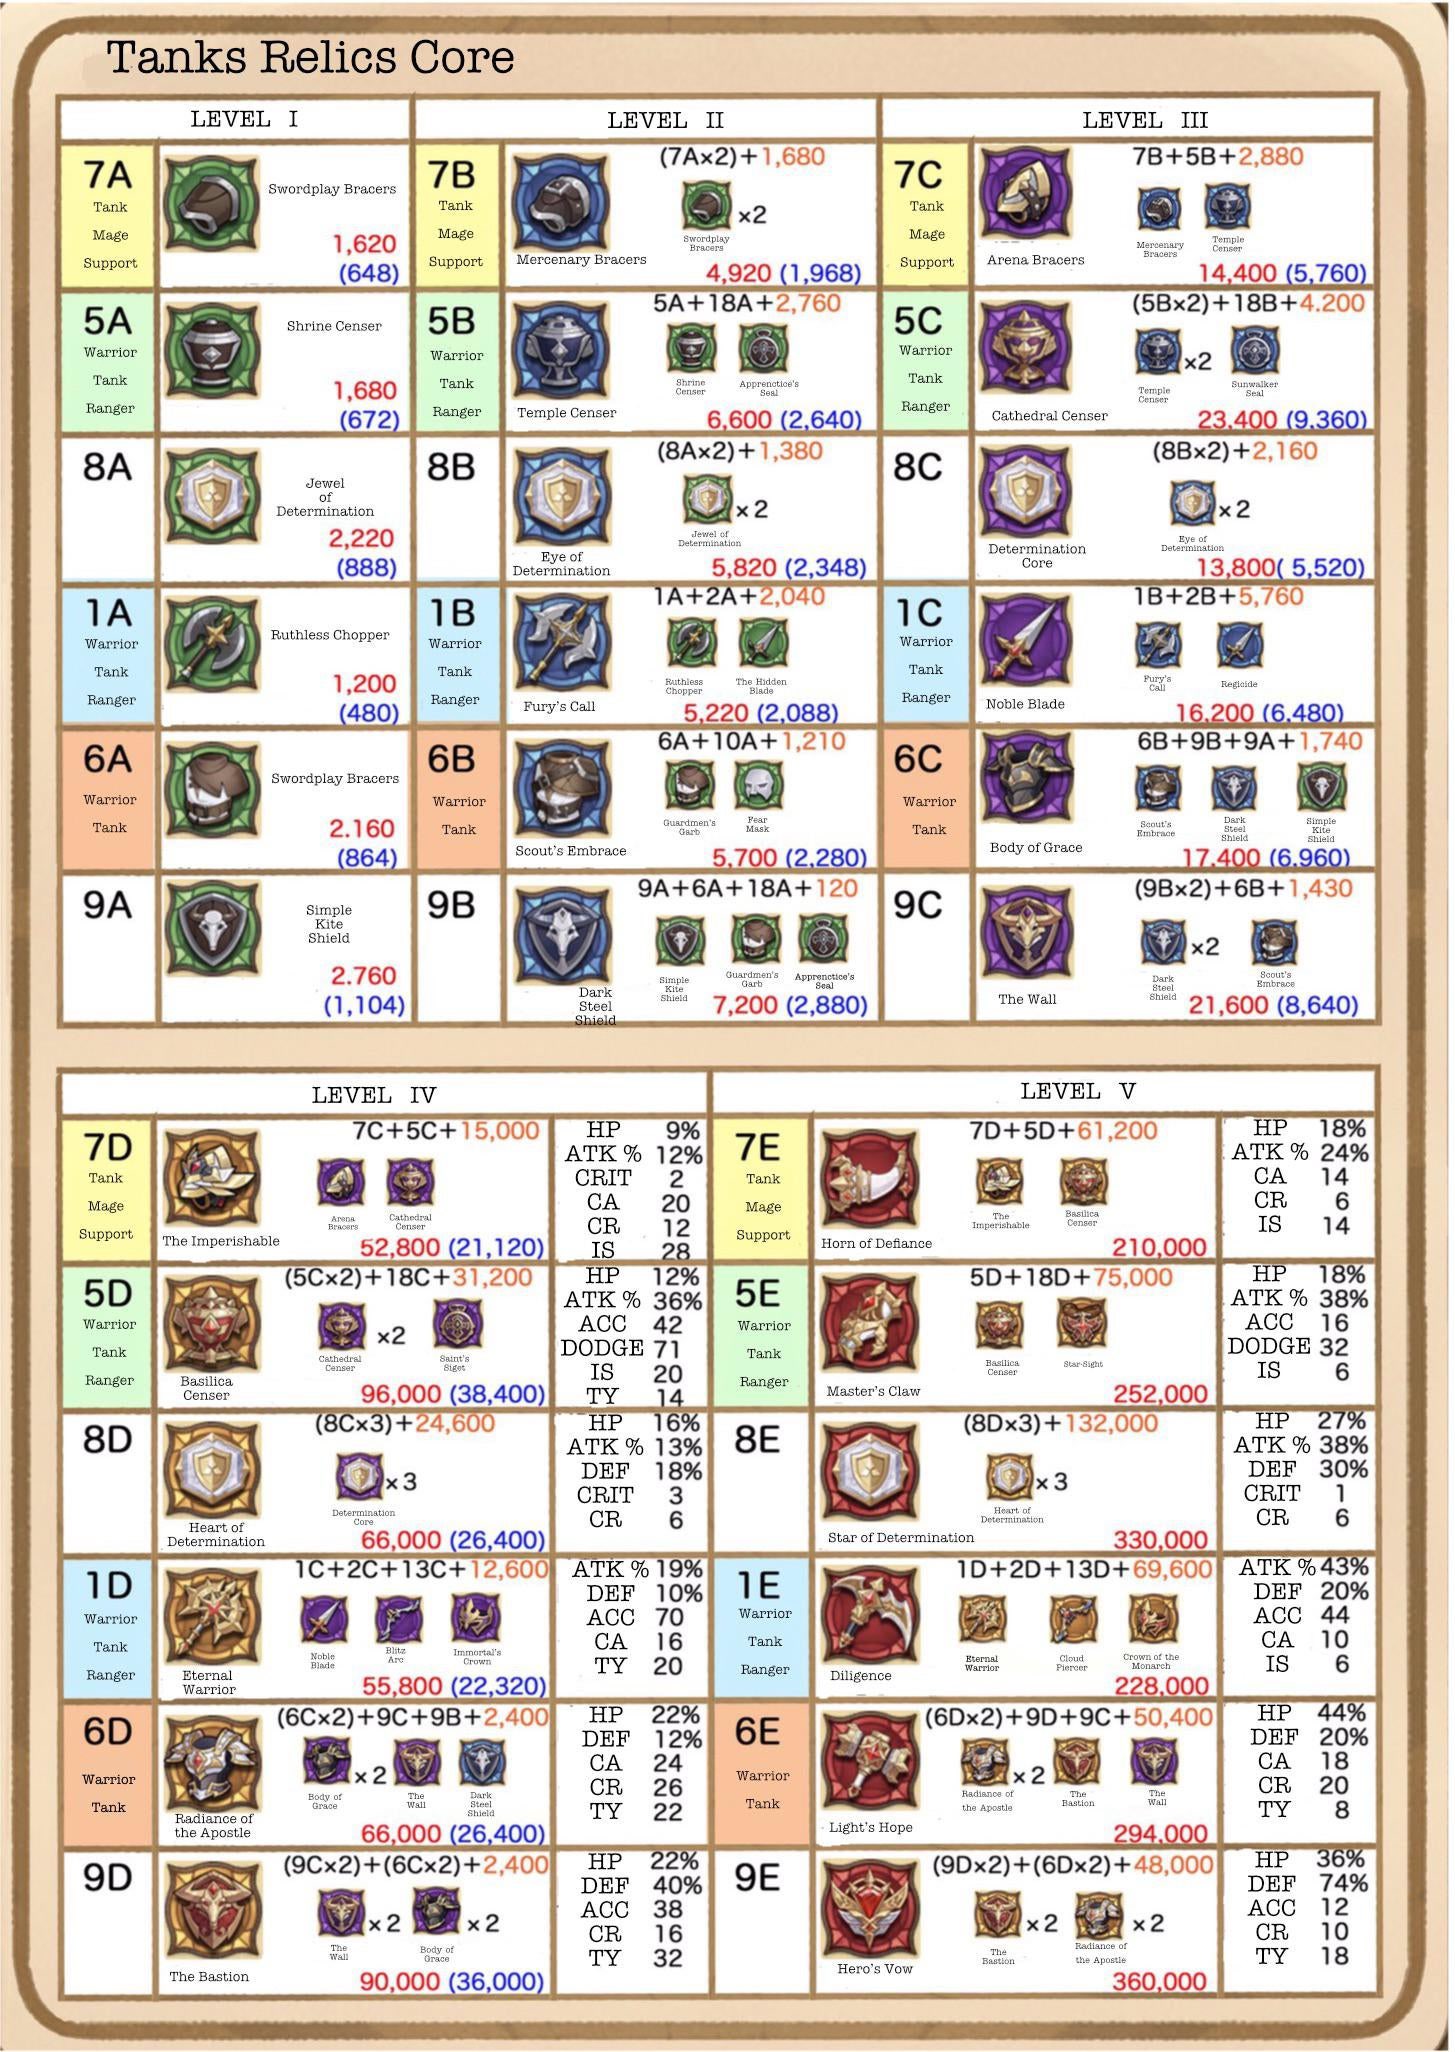 Tanks Relics Core
LEVEL I
LEVEL II
LEVEL III
7A
Tank
Mage
Support
Swordplay Bracers
1,620
(648)
7B
Tank
Mage
Support
Mercenary Bracers
(7A×2)+1,680
×2
Swordplay
Bracers
4,920 (1,968)
7C
Tank
Mage
Support
Arena Bracers
7B+5B+2,880
Mercenary
Bracers
Temple
Censer
14,400 (5,760)
5A
Warrior
Tank
Ranger
Shrine Censer
1,680
(672)
5B
Warrior
Tank
Ranger
Temple Censer
5A+18A+2,760
Shrine
Censer
Apprenctice's
Seal
6,600 (2,640)
5C
Warrior
Tank
Ranger
Cathedral Censer
(5B×2)+18B+4.200
×2
Temple
Censer
Sunwalker
Seal
23,400 (9.360)
8A
Jewel
of
Determination
2,220
(888)
8B
Eye of
Determination
(8A×2)+1,380
×2
Jewel of
Determination
5,820 (2,348)
8C
Determination
Core
(8B×2)+2,160
×2
Eye of
Determination
13,800( 5,520)
1A
Warrior
Tank
Ranger
Ruthless Chopper
1,200
(480)
1B
Warrior
Tank
Ranger
Fury's Call
1A+2A+2,040
Ruthless
Chopper
The Hidden
Blade
5,220 (2,088)
1C
Warrior
Tank
Ranger
Noble Blade
1B+2B+5,760
Fury's
Call
Regicide
16,200 (6,480)
6A
Warrior
Tank
Swordplay Bracers
2.160
(864)
6B
Warrior
Tank
Scout's Embrace
6A+10A+1,210
Guardmen's
Garb
Fear
Mask
5,700 (2,280)
6C
Warrior
Tank
Body of Grace
6B+9B+9A+1,740
Scout's
Embrace
Dark
Steel
Shield
Simple
Kite
Shield
17,400 (6,960)
9A
Simple
Kite
Shield
2.760
(1,104)
9B
Dark
Steel
Shield
9A+6A+18A+120
Simple
Kite
Shield
Guardmen's
Garb
Apprenctice's
Seal
7,200 (2,880)
9C
The Wall
(9B×2)+6B+1,430
×2
Dark
Steel
Shield
Scout's
Embrace
21,600 (8,640)
LEVEL IV
LEVEL V
7D
Tank
Mage
Support
The Imperishable
7C+5C+15,000
Arena
Bracers
Cathedral
Censer
52,800 (21,120)
HP 9%
ATK % 12%
CRIT 2
CA 20
CR 12
IS 28
7E
Tank
Mage
Support
Horn of Defiance
7D+5D+61,200
The
Imperishable
Basilica
Censer
210,000
HP 18%
ATK % 24%
CA 14
CR 6
IS 14
5D
Warrior
Tank
Ranger
Basilica
Censer
(5C×2)+18C+31,200
×2
Cathedral
Censer
Saint's
Siget
96,000 (38,400)
HP 12%
ATK % 36%
ACC 42
DODGE 71
IS 20
TY 14
5E
Warrior
Tank
Ranger
Master's Claw
5D+18D+75,000
Basilica
Censer
Star-Sight
252,000
HP 18%
ATK % 38%
ACC 16
DODGE 32
IS 6
8D
Heart of
Determination
(8C×3)+24,600
×3
Determination
Core
66,000 (26,400)
HP 16%
ATK % 13%
DEF 18%
CRIT 3
CR 6
8E
Star of Determination
(8D×3)+132,000
×3
Heart of
Determination
330,000
HP 27%
ATK % 38%
DEF 30%
CRIT 1
CR 6
1D
Warrior
Tank
Ranger
Eternal
Warrior
1C+2C+13C+12,600
Noble
Blade
Blitz
Arc
Immortal's
Crown
55,800 (22,320)
ATK % 19%
DEF 10%
ACC 70
CA 16
TY 20
1E
Warrior
Tank
Ranger
Diligence
1D+2D+13D+69,600
Eternal
Warrior
Cloud
Piercer
Crown of the
Monarch
228,000
ATK % 43%
DEF 20%
ACC 44
CA 10
IS 6
6D
Warrior
Tank
Radiance of
the Apostle
(6C×2)+9C+9B+2,400
×2
Body of
Grace
The
Wall
Dark
Steel
Shield
66,000 (26,400)
HP 22%
DEF 12%
CA 24
CR 26
TY 22
6E
Warrior
Tank
Light's Hope
(6D×2)+9D+9C+50,400
×2
Radiance of
the Apostle
The
Bastion
The
Wall
294,000
HP 44%
DEF 20%
CA 18
CR 20
TY 8
9D
The Bastion
(9C×2)+(6C×2)+2,400
×2
×2
The
Wall
Body of
Grace
90,000 (36,000)
HP 22%
DEF 40%
ACC 38
CR 16
TY 32
9E
Hero's Vow
(9D×2)+(6D×2)+48,000
×2
×2
The
Bastion
Radiance of
the Apostle
360,000
HP 36%
DEF 74%
ACC 12
CR 10
TY 18